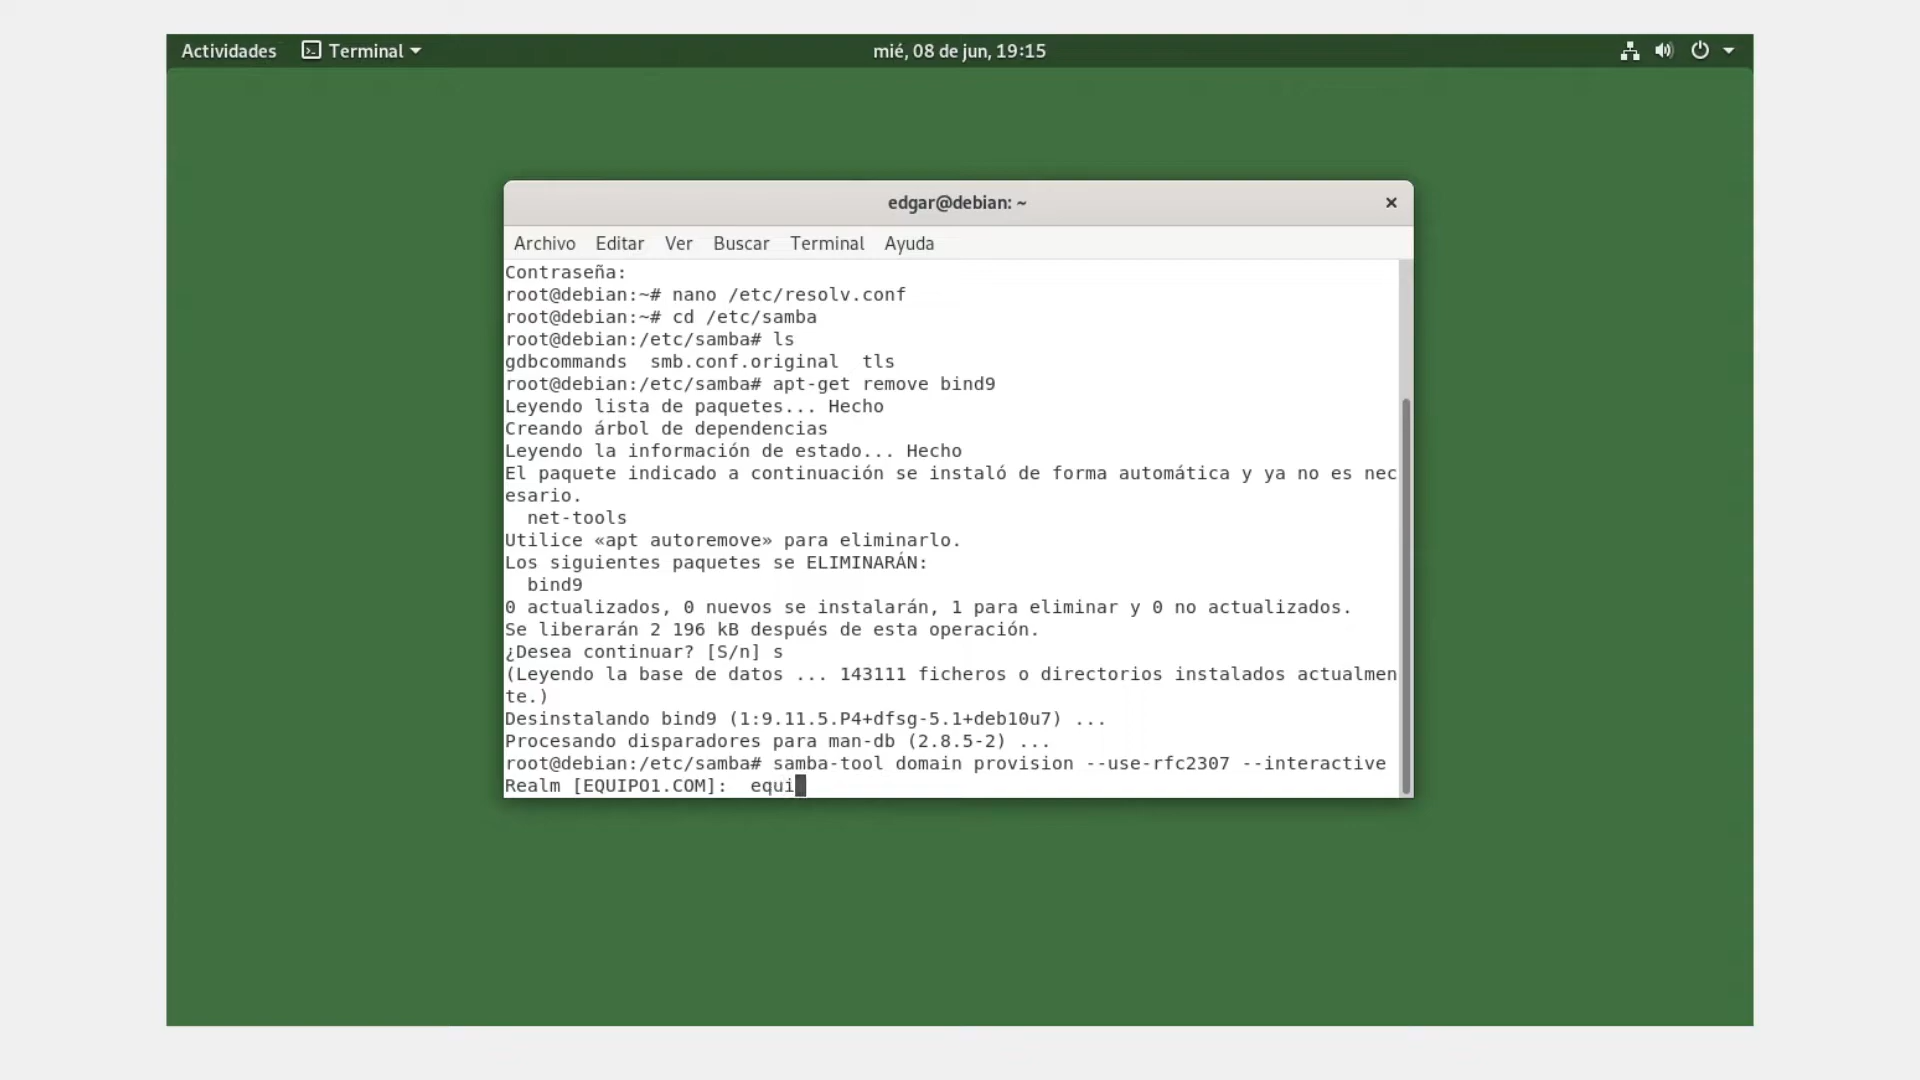 Actividades Terminal mié, 08 de jun, 19:15
edgar@debian: ~
Archivo Editar Ver Buscar Terminal Ayuda
Contraseña:
root@debian:~# nano /etc/resolv.conf
root@debian:~# cd /etc/samba
root@debian:/etc/samba# ls
gdbcommands  smb.conf.original  tls
root@debian:/etc/samba# apt-get remove bind9
Leyendo lista de paquetes... Hecho
Creando árbol de dependencias
Leyendo la información de estado... Hecho
El paquete indicado a continuación se instaló de forma automática y ya no es nec
esario.
  net-tools
Utilice «apt autoremove» para eliminarlo.
Los siguientes paquetes se ELIMINARÁN:
  bind9
0 actualizados, 0 nuevos se instalarán, 1 para eliminar y 0 no actualizados.
Se liberarán 2 196 kB después de esta operación.
¿Desea continuar? [S/n] s
(Leyendo la base de datos ... 143111 ficheros o directorios instalados actualmen
te.)
Desinstalando bind9 (1:9.11.5.P4+dfsg-5.1+deb10u7) ...
Procesando disparadores para man-db (2.8.5-2) ...
root@debian:/etc/samba# samba-tool domain provision --use-rfc2307 --interactive
Realm [EQUIPO1.COM]:  equi